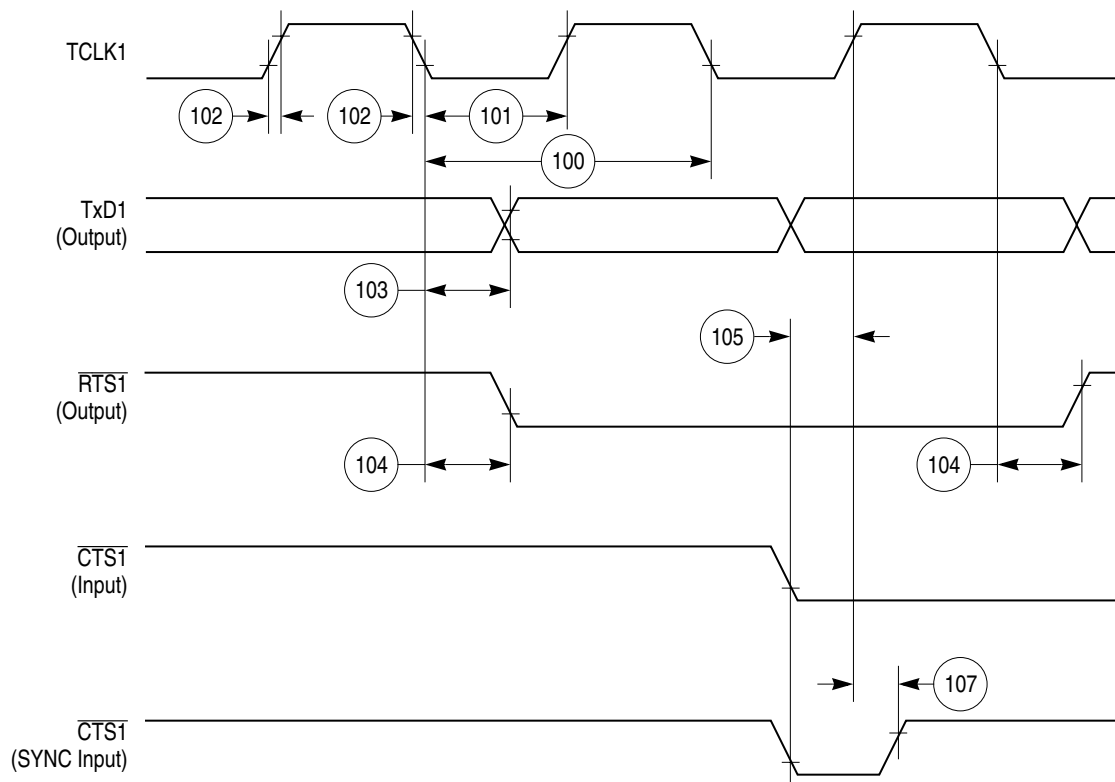 TCLK1
102
102
101
100
TxD1
(Output)
103
105
RTS1
(Output)
104
104
CTS1
(Input)
107
CTS1
(SYNC Input)